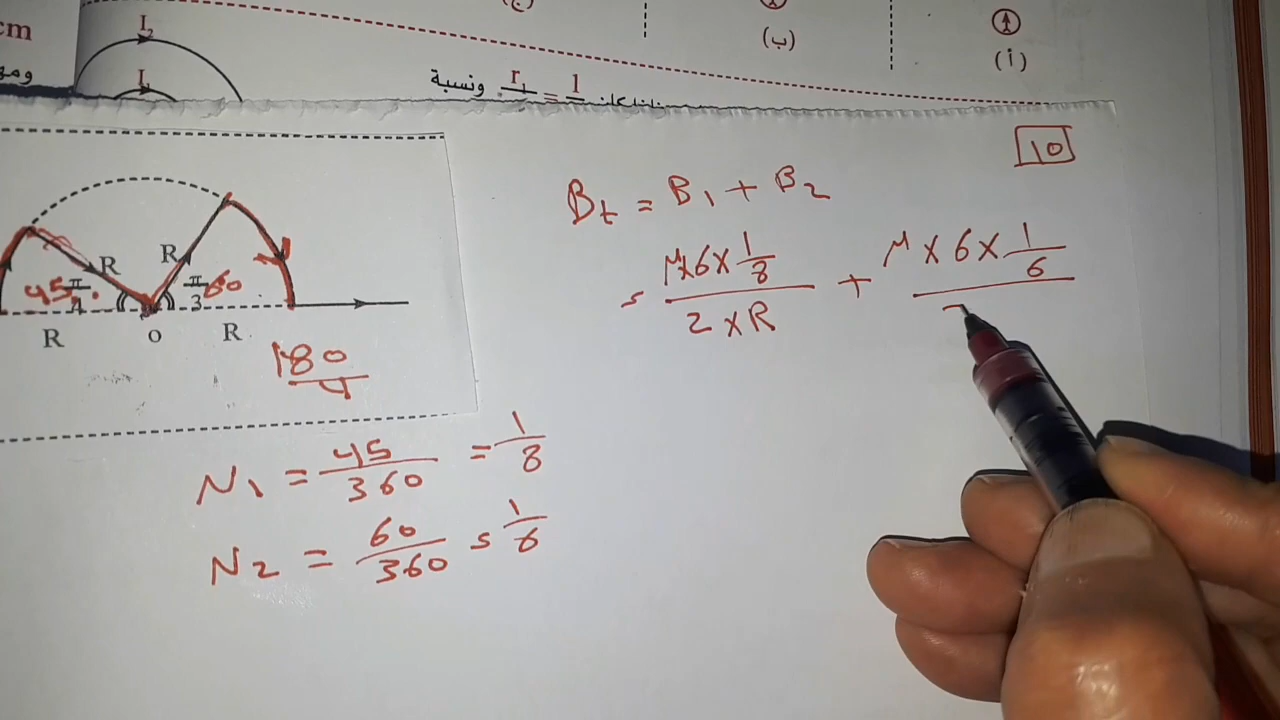 cm
(ج)
(ب)
(أ)
I₂
I₁
ونسبة r₁/ = 1/
10
Bt = B₁ + B₂
= μ×6×1/8 / 2×R + μ×6×1/6
R R
45 π/4 π/3 60
R o R
180/4
N₁ = 45/360 = 1/8
N₂ = 60/360 = 1/6